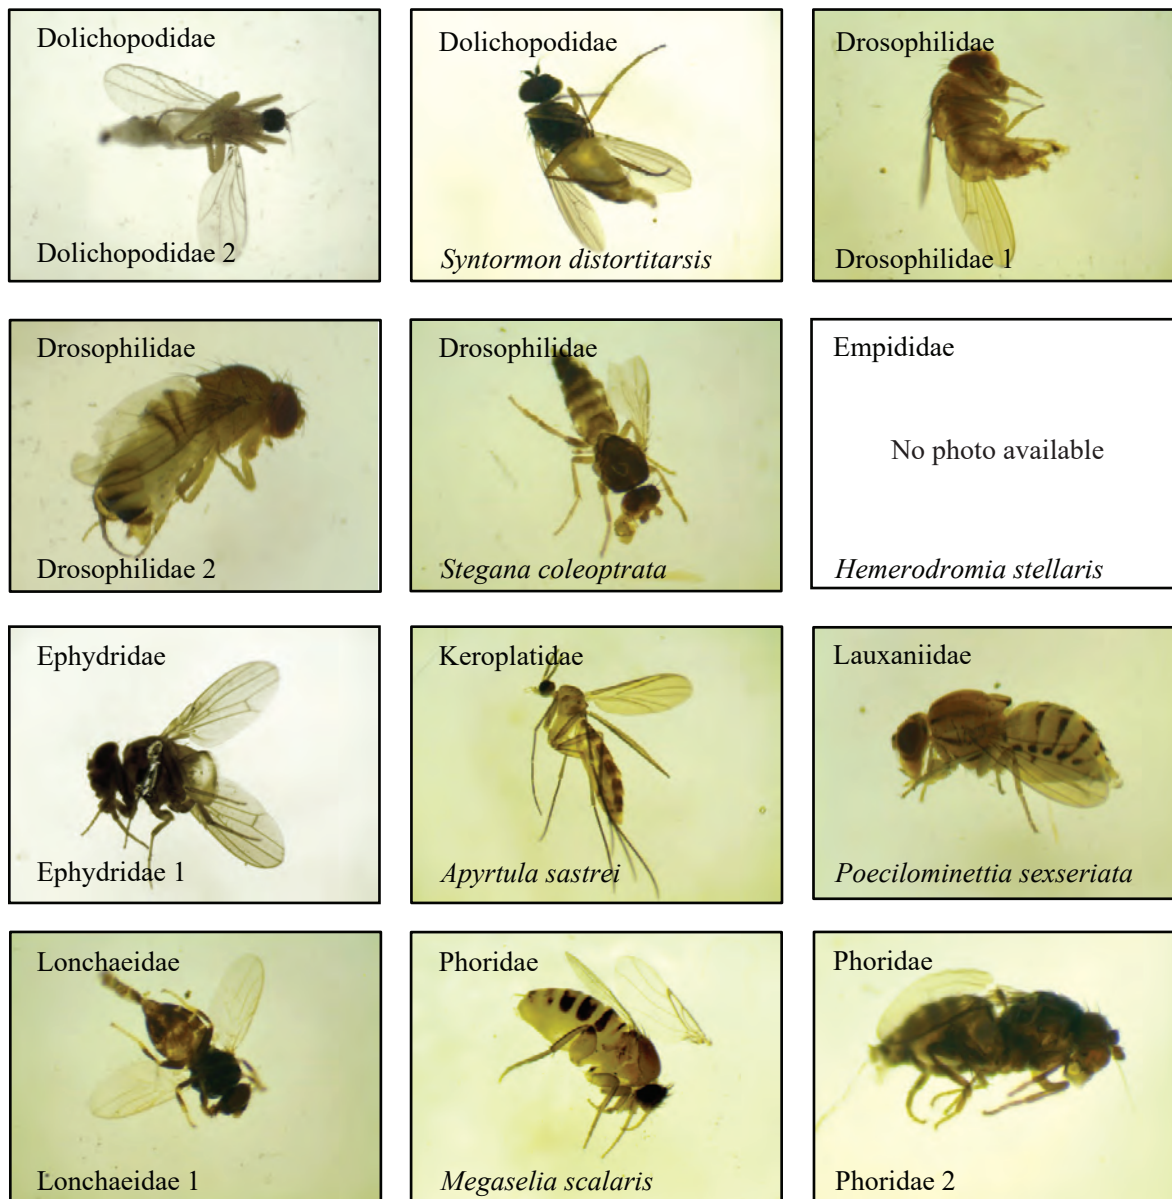 Dolichopodidae
Dolichopodidae 2
Dolichopodidae
Syntormon distortitarsis
Drosophilidae
Drosophilidae 1
Drosophilidae
Drosophilidae 2
Drosophilidae
Stegana coleoptrata
Empididae
No photo available
Hemerodromia stellaris
Ephydridae
Ephydridae 1
Keroplatidae
Apyrtula sastrei
Lauxaniidae
Poecilominettia sexseriata
Lonchaeidae
Lonchaeidae 1
Phoridae
Megaselia scalaris
Phoridae
Phoridae 2